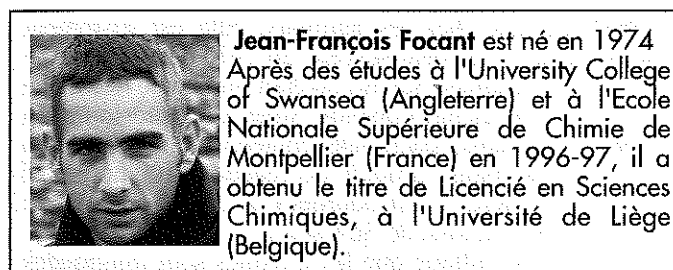 Jean-François Focant est né en 1974
Après des études à l'University College
of Swansea (Angleterre) et à l'Ecole
Nationale Supérieure de Chimie de
Montpellier (France) en 1996-97, il a
obtenu le titre de Licencié en Sciences
Chimiques, à l'Université de Liège
(Belgique).